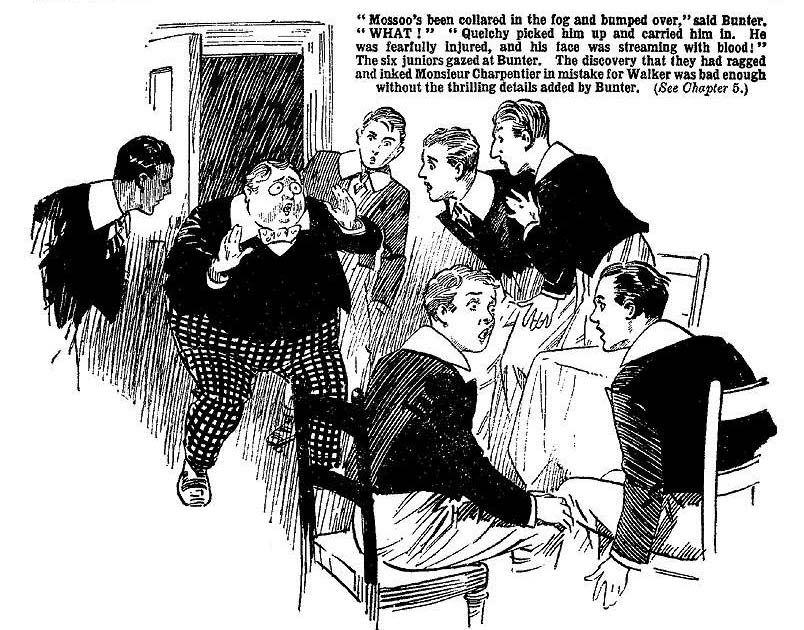 " Mossoo's been collared in the fog and bumped over," said Bunter.
" WHAT ! " " Quelchy picked him up and carried him in. He
was fearfully injured, and his face was streaming with blood ! "
The six juniors gazed at Bunter. The discovery that they had ragged
and inked Monsieur Charpentier in mistake for Walker was bad enough
without the thrilling details added by Bunter. (See Chapter 5.)